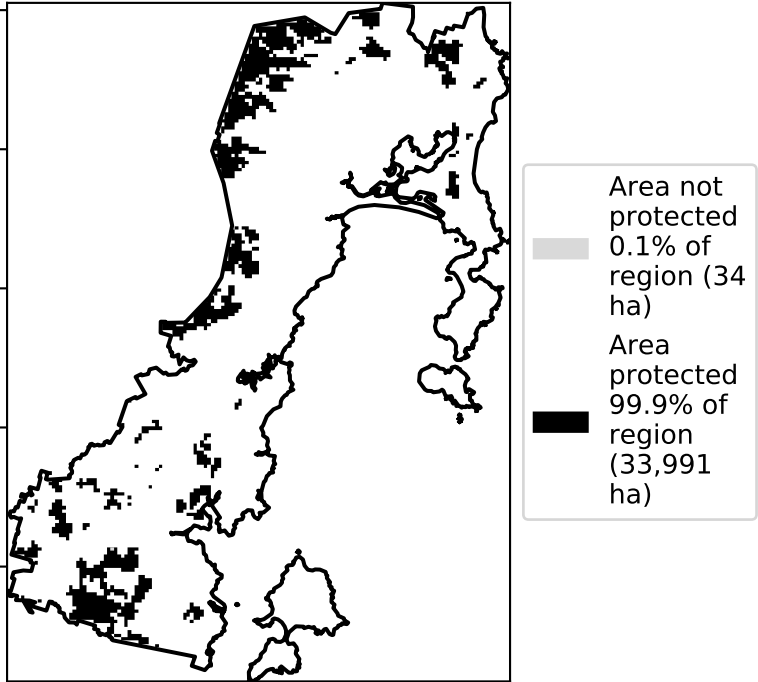 Area not
protected
0.1% of
region (34
ha)
Area
protected
99.9% of
region
(33,991
ha)